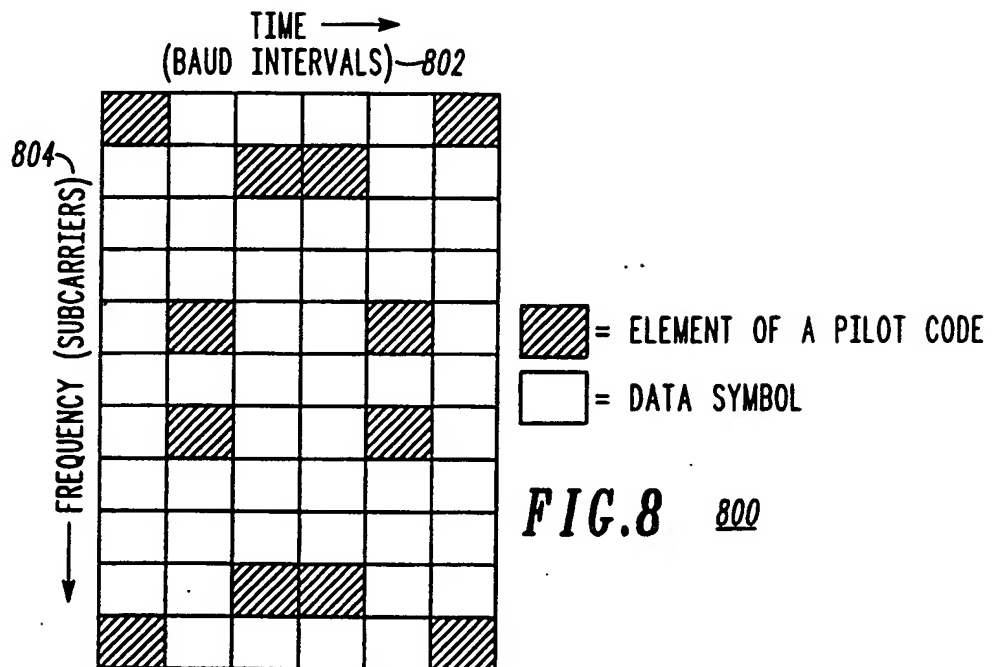 TIME
(BAUD INTERVALS) 802
804
FREQUENCY (SUBCARRIERS)
= ELEMENT OF A PILOT CODE
= DATA SYMBOL
FIG.8 800